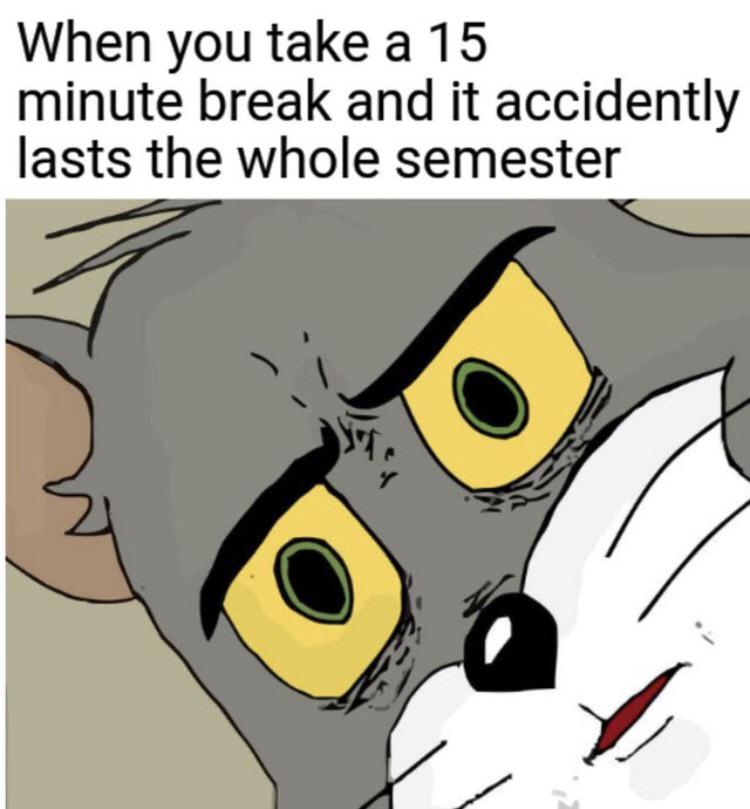 When you take a 15
minute break and it accidently
lasts the whole semester